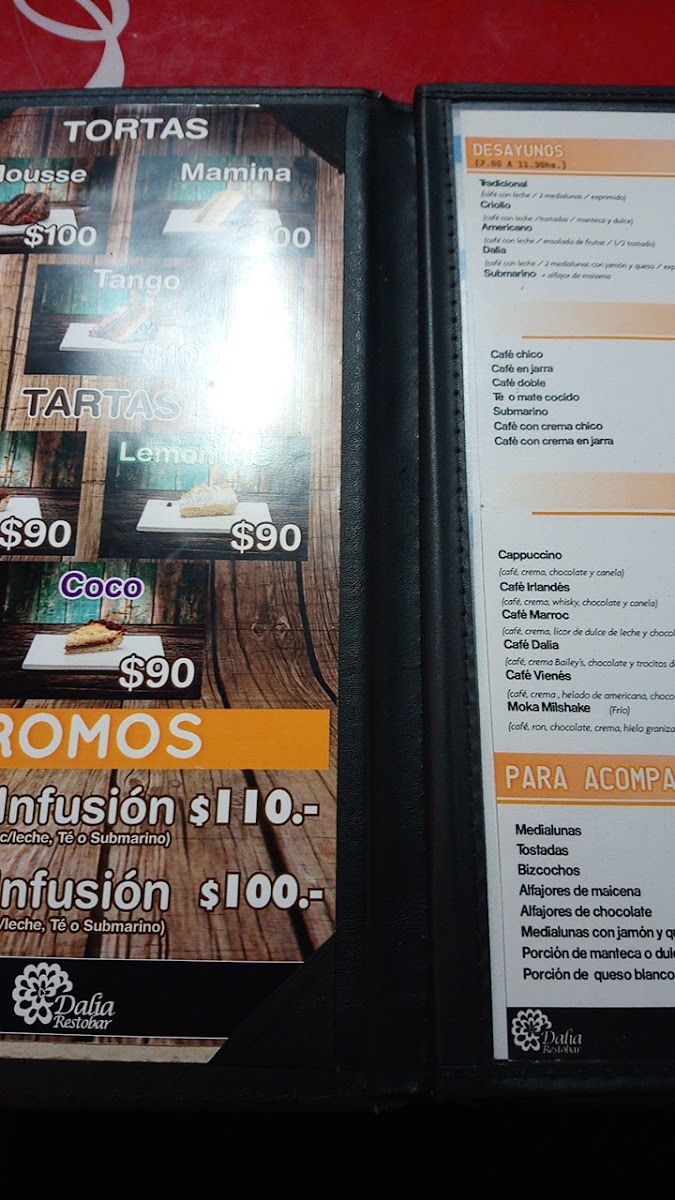 TORTAS
Mousse
$100
Mamina
Tango
$100
TARTAS
$90
Lemon
$90
Coco
$90
ROMOS
Infusión $110.-
c/leche, Té o Submarino)
Infusión $100.-
/leche, Té o Submarino)
Dalia
Restobar
DESAYUNOS
(7.00 A 11.30hs.)
Tradicional
(café con leche / 2 medialunas / exprimido)
Criollo
(café con leche /tostadas / manteca y dulce)
Americano
(café con leche / ensalada de frutas / 1/2 tostado)
Dalia
(café con leche / 2 medialunas con jamón y queso / exp
Submarino + alfajor de maizena
Café chico
Café en jarra
Café doble
Té o mate cocido
Submarino
Café con crema chico
Café con crema en jarra
Cappuccino
(café, crema, chocolate y canela)
Café Irlandés
(café, crema, whisky, chocolate y canela)
Café Marroc
(café, crema, licor de dulce de leche y chocol
Café Dalia
(café, crema Bailey's, chocolate y trocitos d
Café Vienés
(café, crema , helado de americana, choco
Moka Milshake (Frío)
(café, ron, chocolate, crema, hielo graniza
PARA ACOMPA
Medialunas
Tostadas
Bizcochos
Alfajores de maicena
Alfajores de chocolate
Medialunas con jamón y qu
Porción de manteca o dulc
Porción de queso blanco
Dalia
Restobar